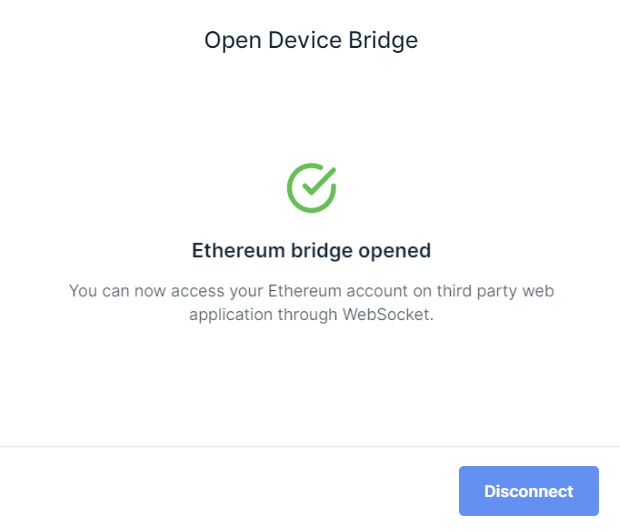 Open Device Bridge
Ethereum bridge opened
You can now access your Ethereum account on third party web
application through WebSocket.
Disconnect